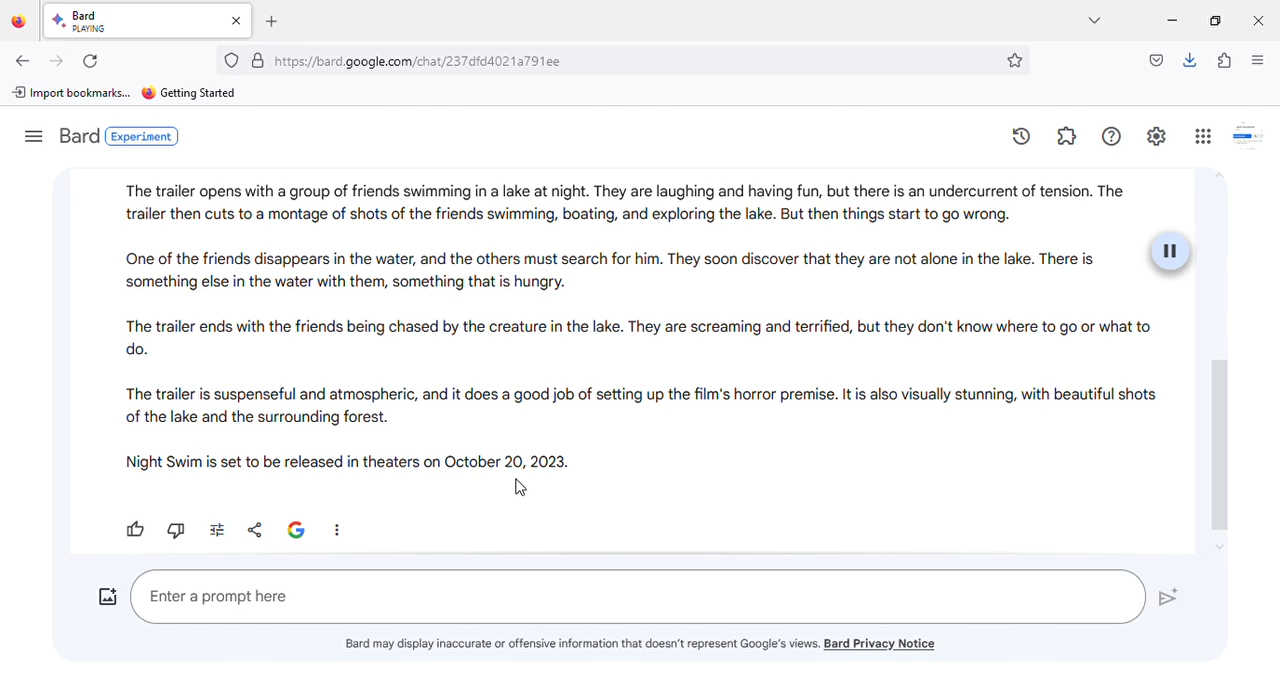 Bard
PLAYING
https://bard.google.com/chat/237dfd4021a791ee
Import bookmarks...
Getting Started
Bard
Experiment
The trailer opens with a group of friends swimming in a lake at night. They are laughing and having fun, but there is an undercurrent of tension. The
trailer then cuts to a montage of shots of the friends swimming, boating, and exploring the lake. But then things start to go wrong.
One of the friends disappears in the water, and the others must search for him. They soon discover that they are not alone in the lake. There is
something else in the water with them, something that is hungry.
The trailer ends with the friends being chased by the creature in the lake. They are screaming and terrified, but they don't know where to go or what to
do.
The trailer is suspenseful and atmospheric, and it does a good job of setting up the film's horror premise. It is also visually stunning, with beautiful shots
of the lake and the surrounding forest.
Night Swim is set to be released in theaters on October 20, 2023.
Enter a prompt here
Bard may display inaccurate or offensive information that doesn't represent Google's views. Bard Privacy Notice